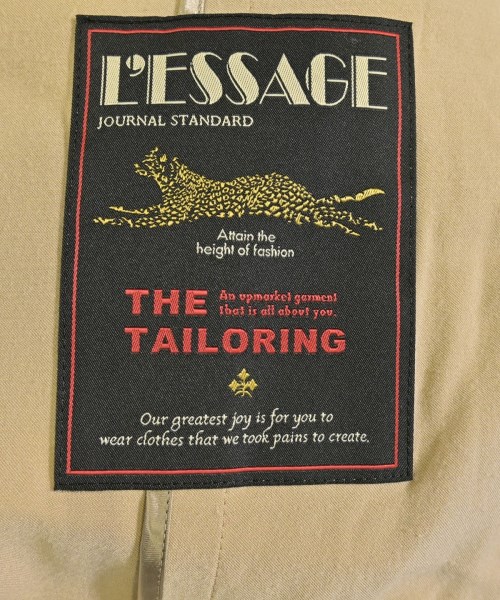 L'ESSAGE
JOURNAL STANDARD
Attain the
height of fashion
THE An upmarket garment
that is all about you.
TAILORING
Our greatest joy is for you to
wear clothes that we took pains to create.